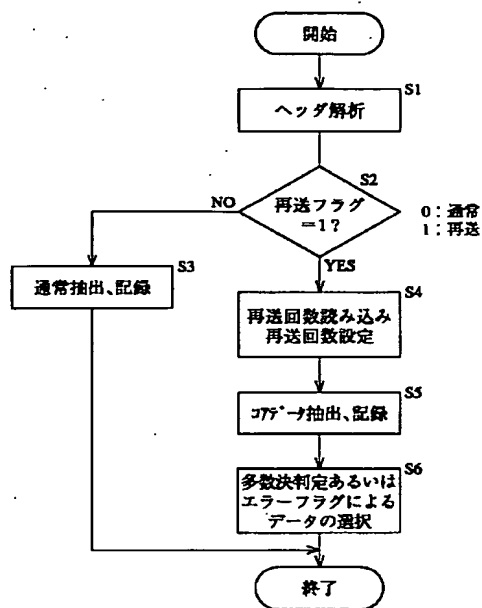 開始
S1
ヘッダ解析
S2
再送フラグ
=1?
0:通常
1:再送
NO
YES
S3
通常抽出、記録
S4
再送回数読み込み
再送回数設定
S5
コアデータ抽出、記録
S6
多数決判定あるいは
エラーフラグによる
データの選択
終了